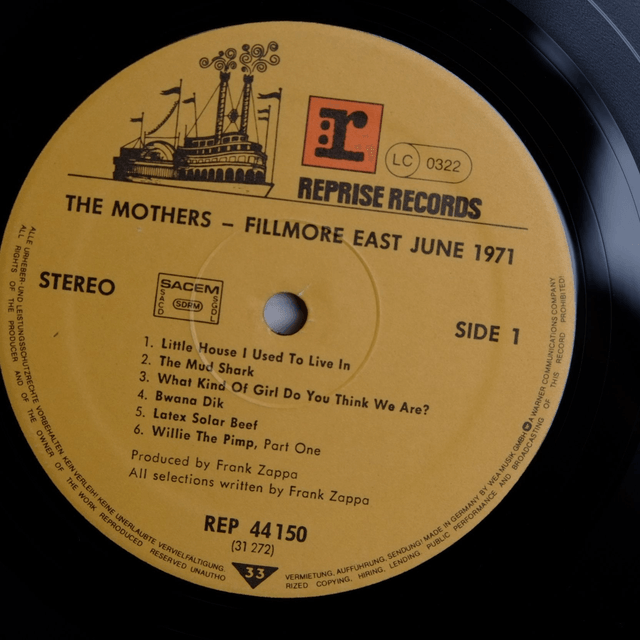 r
LC 0322
REPRISE RECORDS
THE MOTHERS – FILLMORE EAST JUNE 1971
STEREO
SACEM
SACD
SDRM
SGDL
SIDE 1
1. Little House I Used To Live In
2. The Mud Shark
3. What Kind Of Girl Do You Think We Are?
4. Bwana Dik
5. Latex Solar Beef
6. Willie The Pimp, Part One
Produced by Frank Zappa
All selections written by Frank Zappa
REP 44 150
(31 272)
33
ALLE URHEBER- UND LEISTUNGSSCHUTZRECHTE VORBEHALTEN KEIN VERLEIH! KEINE UNERLAUBTE VERVIELFÄLTIGUNG, VERMIETUNG, AUFFÜHRUNG, SENDUNG! MADE IN GERMANY BY WEA MUSIK GMBH A WARNER COMMUNICATIONS COMPANY
ALL RIGHTS OF THE PRODUCER AND OF THE OWNER OF THE WORK REPRODUCED RESERVED UNAUTHORIZED COPYING, HIRING, LENDING, PUBLIC PERFORMANCE AND BROADCASTING OF THIS RECORD PROHIBITED!